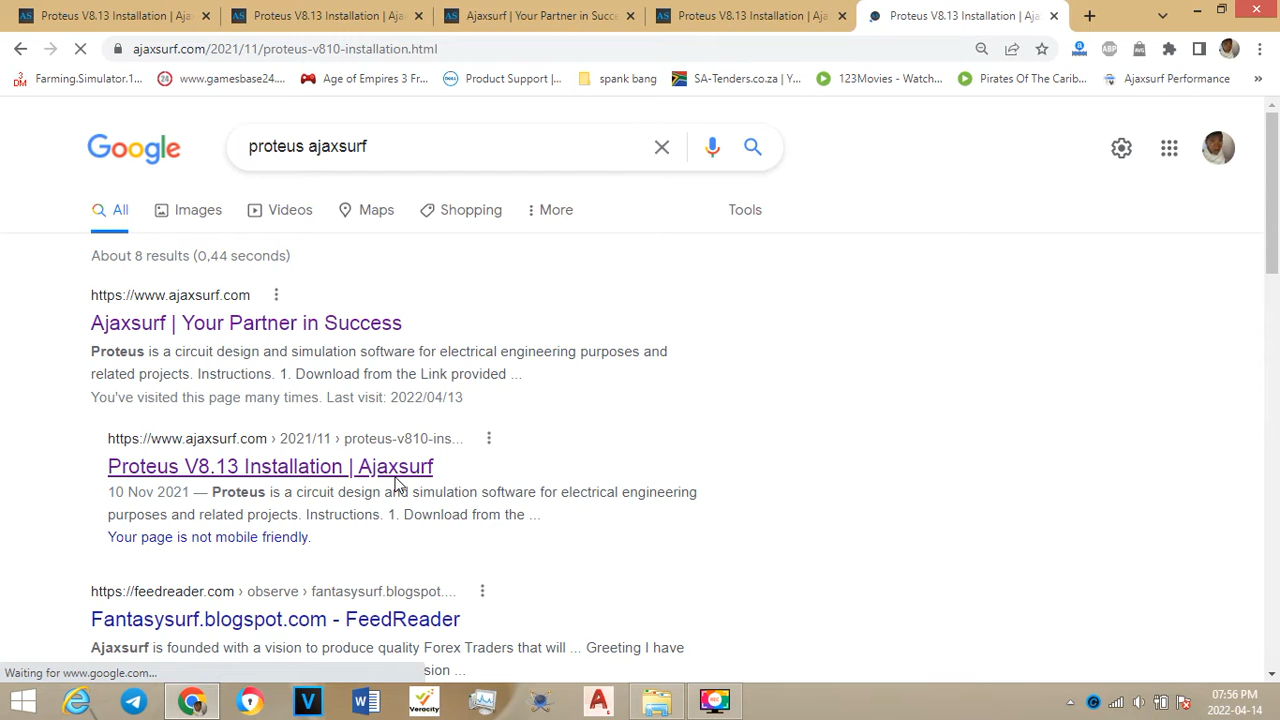 Proteus V8.13 Installation | Aja
Proteus V8.13 Installation | Aja
Ajaxsurf | Your Partner in Succe
Proteus V8.13 Installation | Aja
Proteus V8.13 Installation | Aja
ajaxsurf.com/2021/11/proteus-v810-installation.html
Farming.Simulator.1...
www.gamesbase24...
Age of Empires 3 Fr...
Product Support |...
spank bang
SA-Tenders.co.za | Y...
123Movies - Watch...
Pirates Of The Carib...
Ajaxsurf Performance
»
Google
proteus ajaxsurf
All
Images
Videos
Maps
Shopping
More
Tools
About 8 results (0,44 seconds)
https://www.ajaxsurf.com
Ajaxsurf | Your Partner in Success
Proteus is a circuit design and simulation software for electrical engineering purposes and
related projects. Instructions. 1. Download from the Link provided ...
You've visited this page many times. Last visit: 2022/04/13
https://www.ajaxsurf.com › 2021/11 › proteus-v810-ins...
Proteus V8.13 Installation | Ajaxsurf
10 Nov 2021 — Proteus is a circuit design and simulation software for electrical engineering
purposes and related projects. Instructions. 1. Download from the ...
Your page is not mobile friendly.
https://feedreader.com › observe › fantasysurf.blogspot....
Fantasysurf.blogspot.com - FeedReader
Ajaxsurf is founded with a vision to produce quality Forex Traders that will ... Greeting I have
sion ...
Waiting for www.google.com...
07:56 PM
2022-04-14